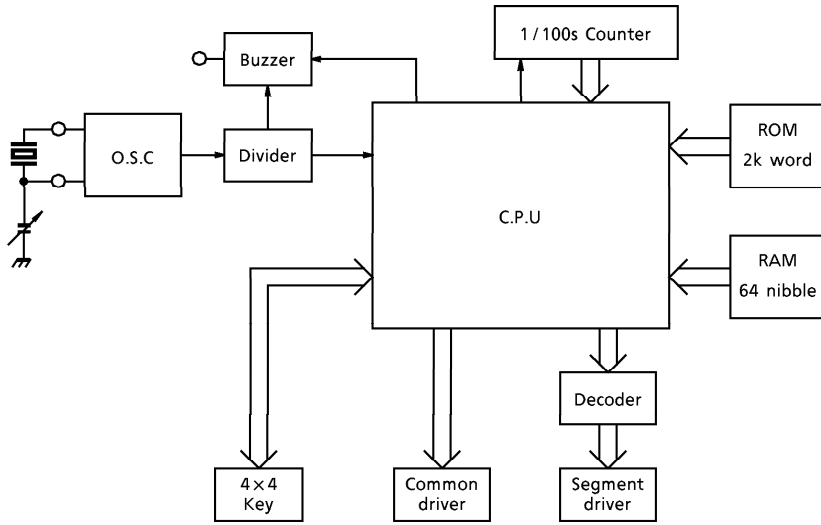 1 / 100s Counter
Buzzer
O.S.C
Divider
ROM
2k word
C.P.U
RAM
64 nibble
Decoder
4×4
Key
Common
driver
Segment
driver